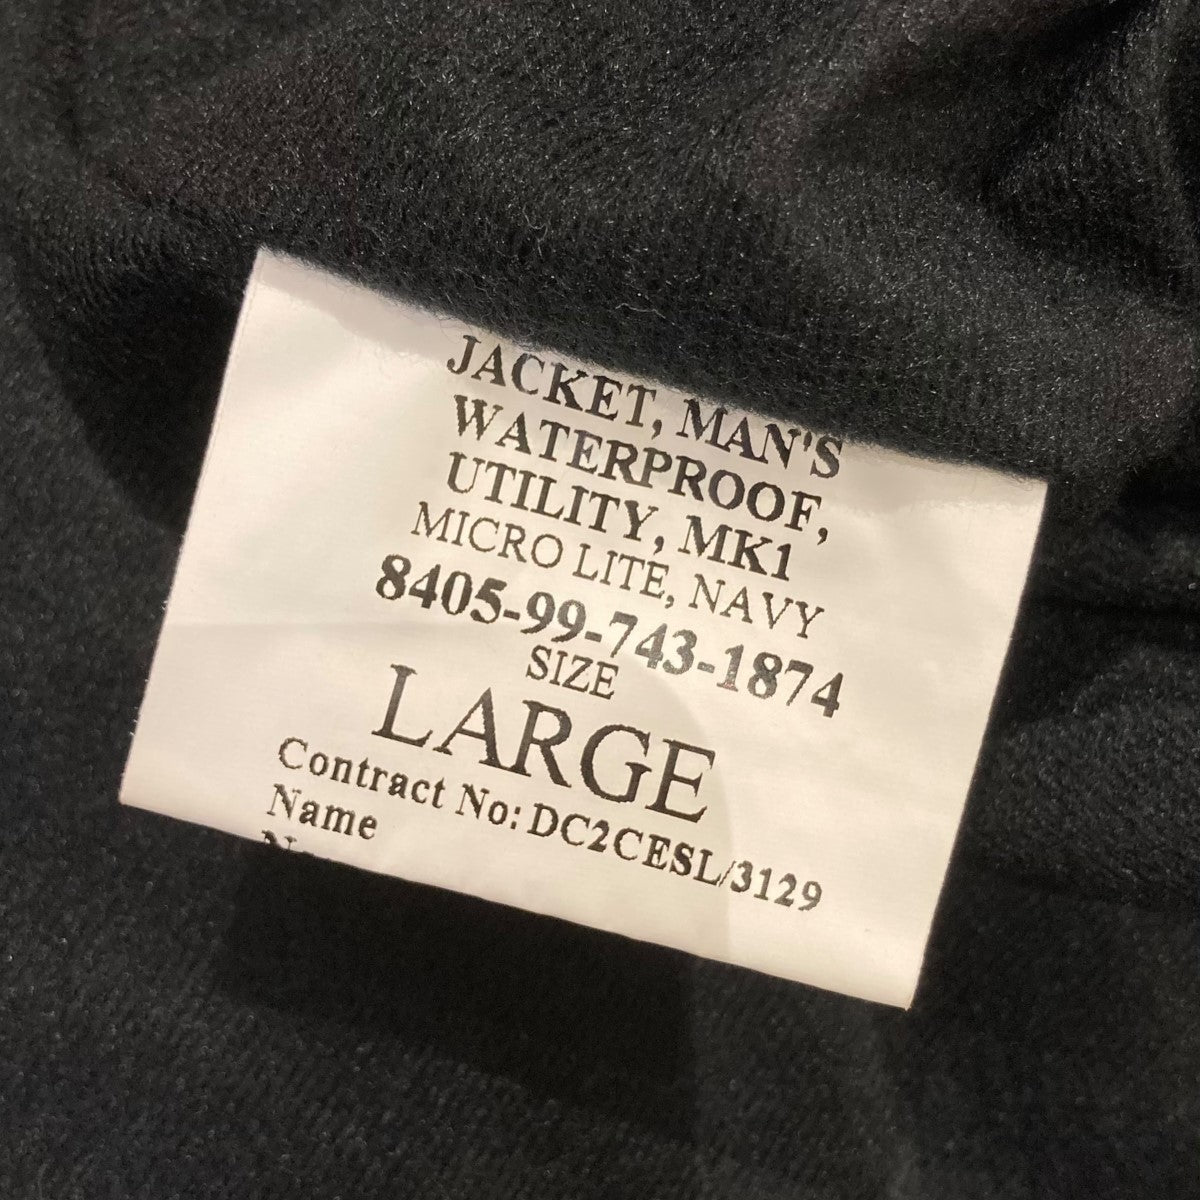 JACKET, MAN'S
WATERPROOF,
UTILITY, MK1
MICRO LITE, NAVY
8405-99-743-1874
SIZE
LARGE
Contract No: DC2CESL/3129
Name